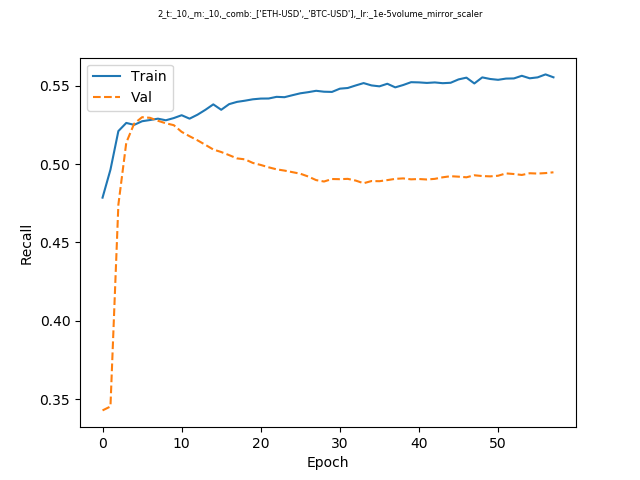 2_t:_10,_m:_10,_comb:_['ETH-USD',_'BTC-USD'],_lr:_1e-5volume_mirror_scaler
Train
Val
0.55
0.50
0.45
0.40
0.35
Recall
0 10 20 30 40 50
Epoch